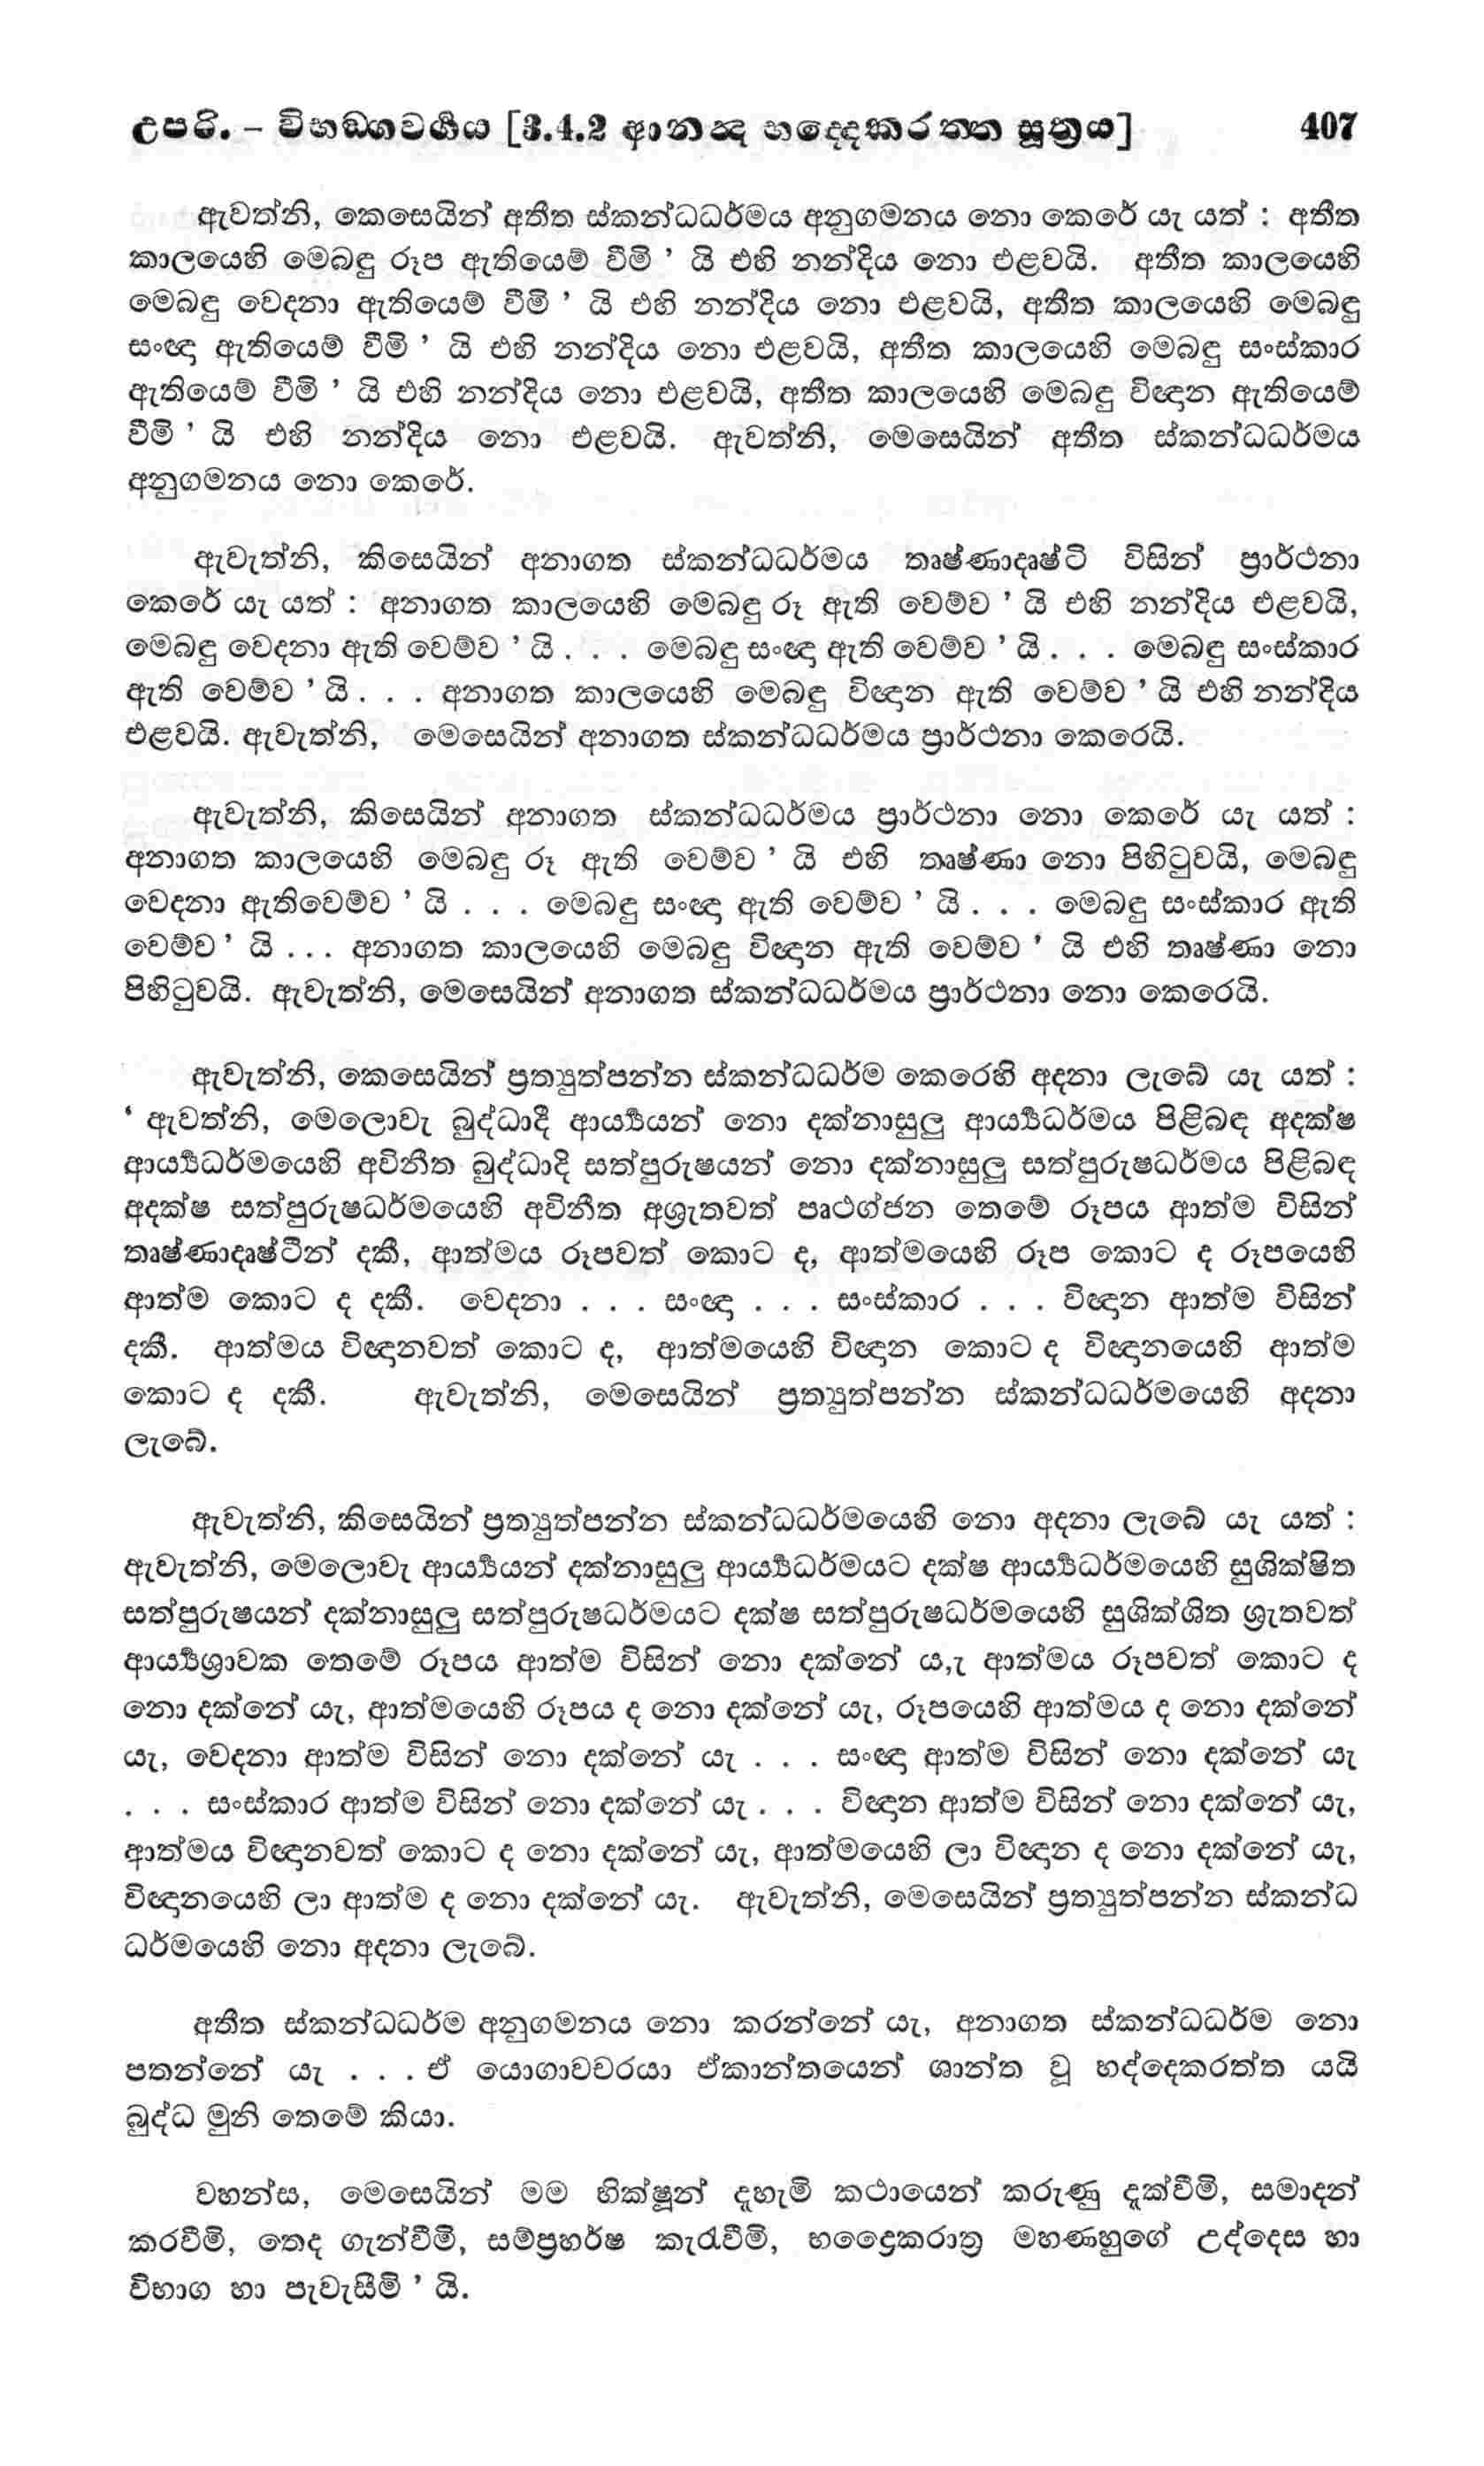 උපරි. – විභඞ්ගවර්‍ගය [3.4.2 ආනන්‍ද භද්දෙකරත්ත සූත්‍රය] 407
ඇවත්නි, කෙසෙයින් අතීත ස්කන්ධධර්මය අනුගමනය නො කෙරේ යැ යත් : අතීත
කාලයෙහි මෙබඳු රූප ඇතියෙම් වීමි ’ යි එහි නන්දිය නො එළවයි. අතීත කාලයෙහි
මෙබඳු වෙදනා ඇතියෙම් වීමි ’ යි එහි නන්දිය නො එළවයි, අතීත කාලයෙහි මෙබඳු
සංඥා ඇතියෙම් වීමි ’ යි එහි නන්දිය නො එළවයි, අතීත කාලයෙහි මෙබඳු සංස්කාර
ඇතියෙම් වීමි ’ යි එහි නන්දිය නො එළවයි, අතීත කාලයෙහි මෙබඳු විඥාන ඇතියෙම්
වීමි ’ යි එහි නන්දිය නො එළවයි. ඇවත්නි, මෙසෙයින් අතීත ස්කන්ධධර්මය
අනුගමනය නො කෙරේ.
ඇවැත්නි, කිසෙයින් අනාගත ස්කන්ධධර්මය තෘෂ්ණාදෘෂ්ටි විසින් ප්‍රාර්ථනා
කෙරේ යැ යත් : අනාගත කාලයෙහි මෙබඳු රූ ඇති වෙම්ව ’ යි එහි නන්දිය එළවයි,
මෙබඳු වෙදනා ඇති වෙම්ව ’ යි . . . මෙබඳු සංඥා ඇති වෙම්ව ’ යි . . . මෙබඳු සංස්කාර
ඇති වෙම්ව ’ යි . . . අනාගත කාලයෙහි මෙබඳු විඥාන ඇති වෙම්ව ’ යි එහි නන්දිය
එළවයි. ඇවැත්නි, මෙසෙයින් අනාගත ස්කන්ධධර්මය ප්‍රාර්ථනා කෙරෙයි.
ඇවැත්නි, කිසෙයින් අනාගත ස්කන්ධධර්මය ප්‍රාර්ථනා නො කෙරේ යැ යත් :
අනාගත කාලයෙහි මෙබඳු රූ ඇති වෙම්ව ’ යි එහි තෘෂ්ණා නො පිහිටුවයි, මෙබඳු
වෙදනා ඇතිවෙම්ව ’ යි . . . මෙබඳු සංඥා ඇති වෙම්ව ’ යි . . . මෙබඳු සංස්කාර ඇති
වෙම්ව ’ යි ... අනාගත කාලයෙහි මෙබඳු විඥාන ඇති වෙම්ව ’ යි එහි තෘෂ්ණා නො
පිහිටුවයි. ඇවැත්නි, මෙසෙයින් අනාගත ස්කන්ධධර්මය ප්‍රාර්ථනා නො කෙරෙයි.
ඇවැත්නි, කෙසෙයින් ප්‍රත්‍යුත්පන්න ස්කන්ධධර්ම කෙරෙහි අදනා ලැබේ යැ යත් :
‘ ඇවත්නි, මෙලොවැ බුද්ධාදී ආර්‍ය්‍යයන් නො දක්නාසුලු ආර්‍ය්‍යධර්මය පිළිබඳ අදක්ෂ
ආර්‍ය්‍යධර්මයෙහි අවිනීත බුද්ධාදි සත්පුරුෂයන් නො දක්නාසුලු සත්පුරුෂධර්මය පිළිබඳ
අදක්ෂ සත්පුරුෂධර්මයෙහි අවිනීත අශ්‍රැතවත් පෘථග්ජන තෙමේ රූපය ආත්ම විසින්
තෘෂ්ණාදෘෂ්ටීන් දකී, ආත්මය රූපවත් කොට ද, ආත්මයෙහි රූප කොට ද රූපයෙහි
ආත්ම කොට ද දකී. වෙදනා . . . සංඥා . . . සංස්කාර . . . විඥාන ආත්ම විසින්
දකී. ආත්මය විඥානවත් කොට ද, ආත්මයෙහි විඥාන කොට ද විඥානයෙහි ආත්ම
කොට ද දකී. ඇවැත්නි, මෙසෙයින් ප්‍රත්‍යුත්පන්න ස්කන්ධධර්මයෙහි අදනා
ලැබේ.
ඇවැත්නි, කිසෙයින් ප්‍රත්‍යුත්පන්න ස්කන්ධධර්මයෙහි නො අදනා ලැබේ යැ යත් :
ඇවැත්නි, මෙලොවැ ආර්‍ය්‍යයන් දක්නාසුලු ආර්‍ය්‍යධර්මයට දක්ෂ ආර්‍ය්‍යධර්මයෙහි සුශික්ෂිත
සත්පුරුෂයන් දක්නාසුලු සත්පුරුෂධර්මයට දක්ෂ සත්පුරුෂධර්මයෙහි සුශික්ශිත ශ්‍රැතවත්
ආර්‍ය්‍යශ්‍රාවක තෙමේ රූපය ආත්ම විසින් නො දක්නේ ය,ැ ආත්මය රූපවත් කොට ද
නො දක්නේ යැ, ආත්මයෙහි රූපය ද නො දක්නේ යැ, රූපයෙහි ආත්මය ද නො දක්නේ
යැ, වෙදනා ආත්ම විසින් නො දක්නේ යැ . . . සංඥා ආත්ම විසින් නො දක්නේ යැ
. . . සංස්කාර ආත්ම විසින් නො දක්නේ යැ . . . විඥාන ආත්ම විසින් නො දක්නේ යැ,
ආත්මය විඥානවත් කොට ද නො දක්නේ යැ, ආත්මයෙහි ලා විඥාන ද නො දක්නේ යැ,
විඥානයෙහි ලා ආත්ම ද නො දක්නේ යැ. ඇවැත්නි, මෙසෙයින් ප්‍රත්‍යුත්පන්න ස්කන්ධ
ධර්මයෙහි නො අදනා ලැබේ.
අතීත ස්කන්ධධර්ම අනුගමනය නො කරන්නේ යැ, අනාගත ස්කන්ධධර්ම නො
පතන්නේ යැ . . . ඒ යොගාවචරයා ඒකාන්තයෙන් ශාන්ත වූ භද්දෙකරත්ත යයි
බුද්ධ මුනි තෙමේ කියා.
වහන්ස, මෙසෙයින් මම භික්ෂූන් දැහැමි කථායෙන් කරුණු දැක්වීමි, සමාදන්
කරවීමි, තෙද ගැන්වීමි, සම්ප්‍රහර්ෂ කැරැවීමි, භද්‍රෛකරාත්‍ර මහණහුගේ උද්දෙස හා
විභාග හා පැවැසීමි ’ යි.